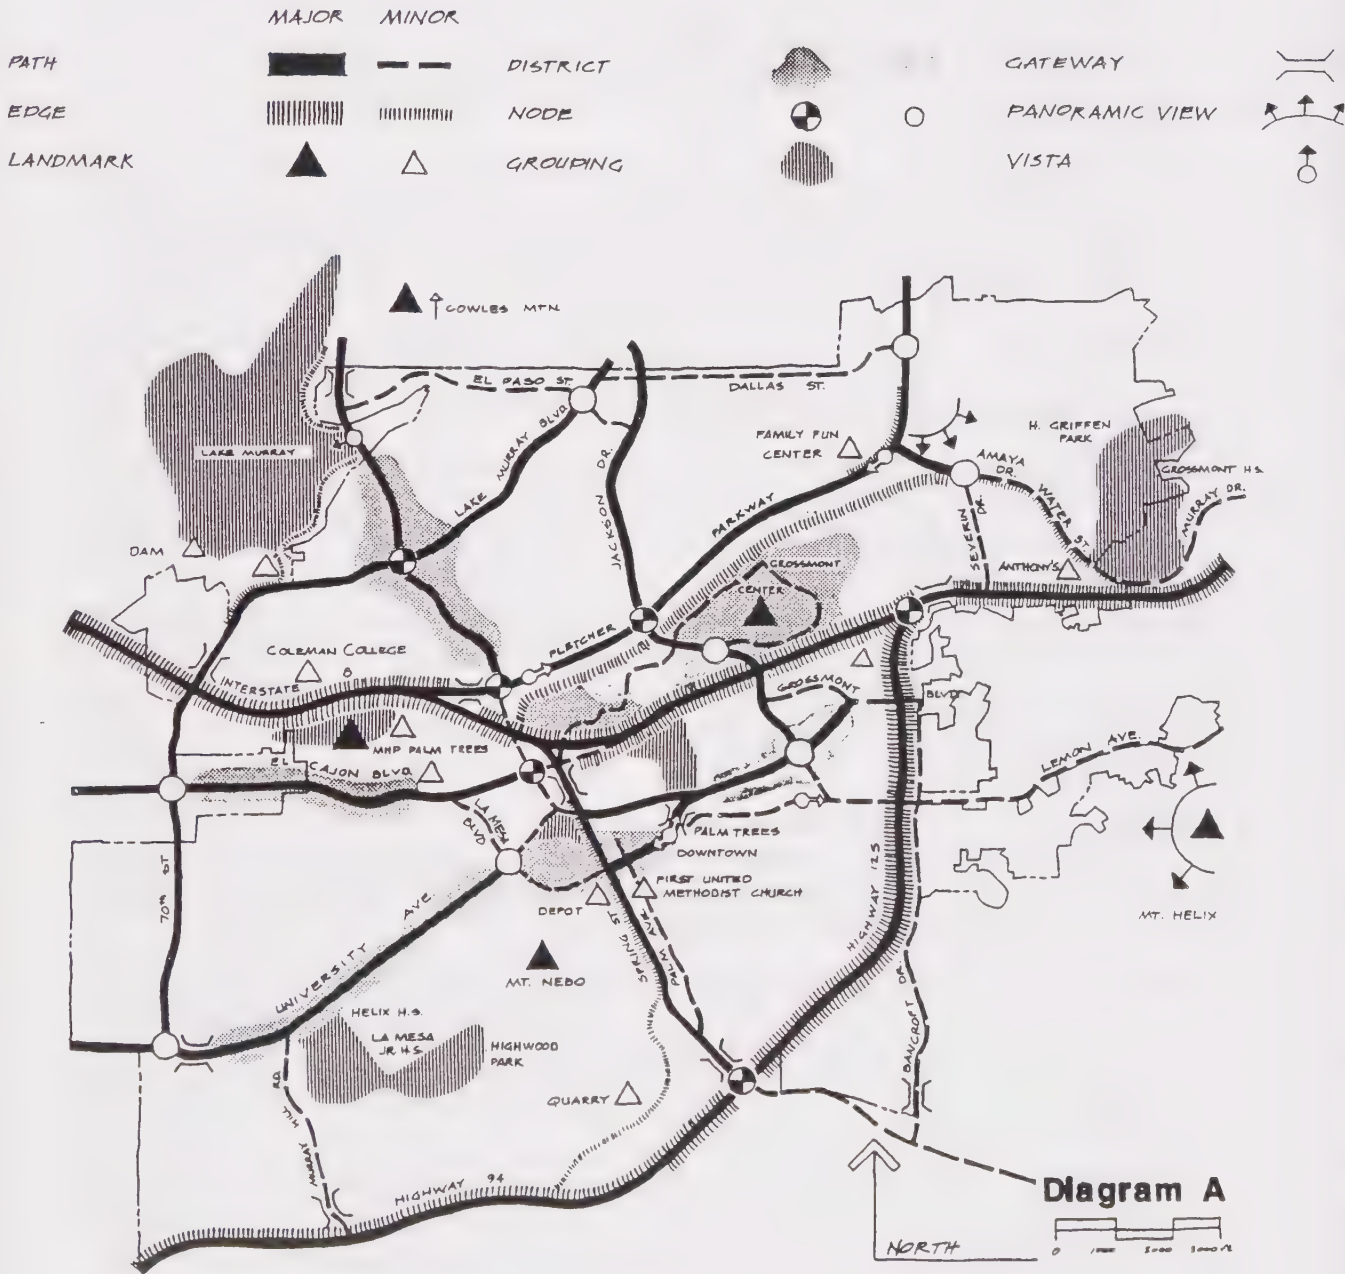 MAJOR MINOR
PATH
DISTRICT
GATEWAY
EDGE
NODE
PANORAMIC VIEW
LANDMARK
GROUPING
VISTA
COWLES MTN.
EL PASO ST.
DALLAS ST.
LAKE MURRAY BLVD.
JACKSON DR.
FAMILY FUN
CENTER
H. GRIFFEN
PARK
GROSSMONT H.S.
LAKE MURRAY
AMAYA
DR.
WATER ST.
MURRAY DR.
PARKWAY
SEVERIN DR.
DAM
ANTHONY'S
GROSSMONT
CENTER
FLETCHER
COLEMAN COLLEGE
INTERSTATE 8
GROSSMONT BLVD.
MHP PALM TREES
EL CAJON BLVD.
LEMON AVE.
LA MESA
BLVD.
PALM TREES
DOWNTOWN
FIRST UNITED
METHODIST CHURCH
DEPOT
70TH ST
UNIVERSITY AVE.
SPRING ST
PALM AVE.
HIGHWAY 125
MT. HELIX
MT. NEBO
BANCROFT DR.
HELIX H.S.
LA MESA
JR. H.S.
HIGHWOOD
PARK
QUARRY
MURRAY HILL RD.
HIGHWAY 94
Diagram A
NORTH
0